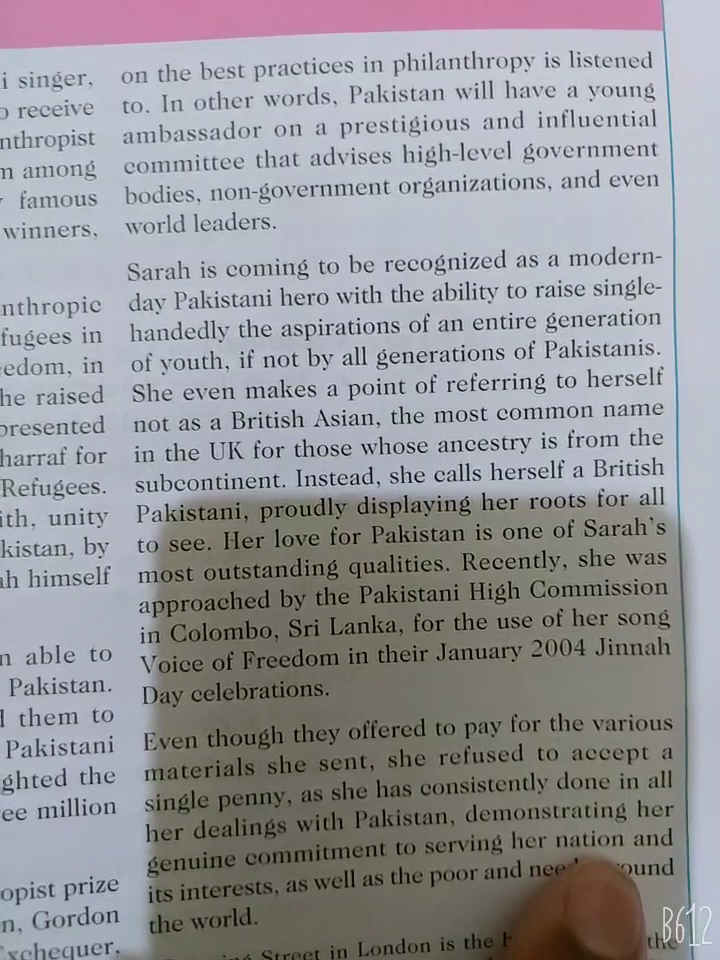 i singer,
receive
nthropist
among
famous
winners,
nthropic
fugees in
edom, in
he raised
presented
harraf for
Refugees.
ith, unity
kistan, by
ah himself
n able to
Pakistan.
them to
Pakistani
ghted the
ee million
opist prize
n, Gordon
Exchequer,
on the best practices in philanthropy is listened
to. In other words, Pakistan will have a young
ambassador on a prestigious and influential
committee that advises high-level government
bodies, non-government organizations, and even
world leaders.
Sarah is coming to be recognized as a modern-
day Pakistani hero with the ability to raise single-
handedly the aspirations of an entire generation
of youth, if not by all generations of Pakistanis.
She even makes a point of referring to herself
not as a British Asian, the most common name
in the UK for those whose ancestry is from the
subcontinent. Instead, she calls herself a British
Pakistani, proudly displaying her roots for all
to see. Her love for Pakistan is one of Sarah's
most outstanding qualities. Recently, she was
approached by the Pakistani High Commission
in Colombo, Sri Lanka, for the use of her song
Voice of Freedom in their January 2004 Jinnah
Day celebrations.
Even though they offered to pay for the various
materials she sent, she refused to accept a
single penny, as she has consistently done in all
her dealings with Pakistan, demonstrating her
genuine commitment to serving her nation and
its interests, as well as the poor and ound
the world.
Street in London is the the
B612